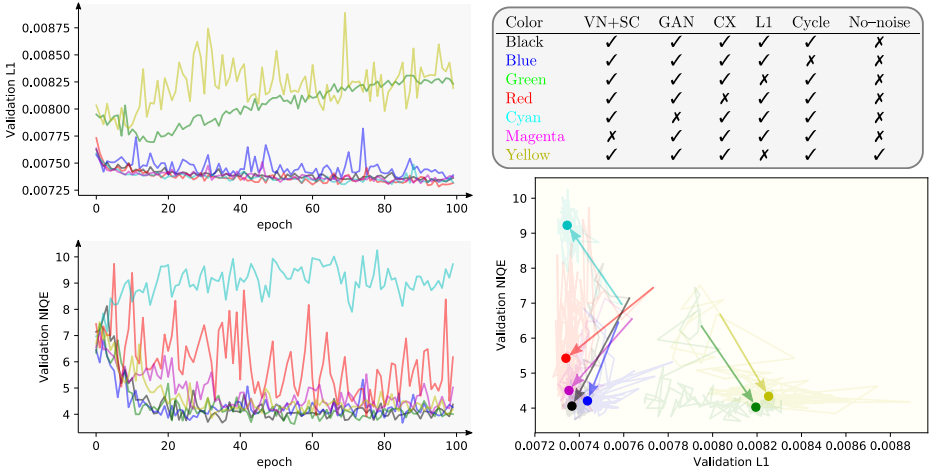 0.00875
0.00850
0.00825
0.00800
0.00775
0.00750
0.00725
Validation L1
0 20 40 60 80 100
epoch
Color VN+SC GAN CX L1 Cycle No–noise
Black ✓ ✓ ✓ ✓ ✓ ✗
Blue ✓ ✓ ✓ ✓ ✗ ✗
Green ✓ ✓ ✓ ✗ ✓ ✗
Red ✓ ✓ ✗ ✓ ✓ ✗
Cyan ✓ ✗ ✓ ✓ ✓ ✗
Magenta ✗ ✓ ✓ ✓ ✓ ✗
Yellow ✓ ✓ ✓ ✗ ✓ ✓
10
9
8
7
6
5
4
Validation NIQE
0 20 40 60 80 100
epoch
10
9
8
7
6
5
4
Validation NIQE
0.0072 0.0074 0.0076 0.0078 0.0080 0.0082 0.0084 0.0086 0.0088
Validation L1